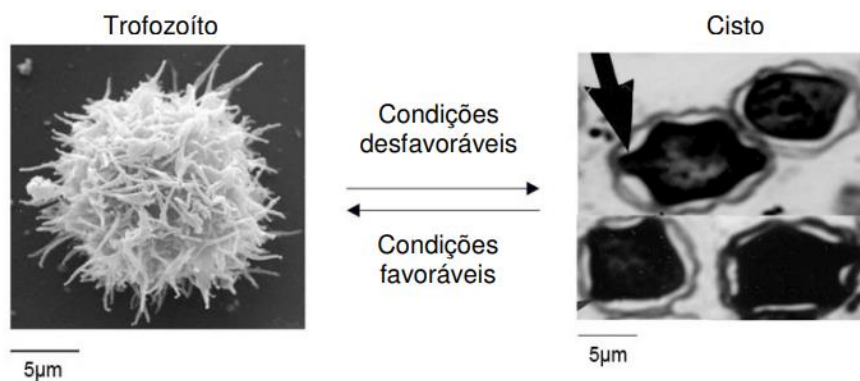 Trofozoíto
Cisto
Condições
desfavoráveis
Condições
favoráveis
5μm
5μm